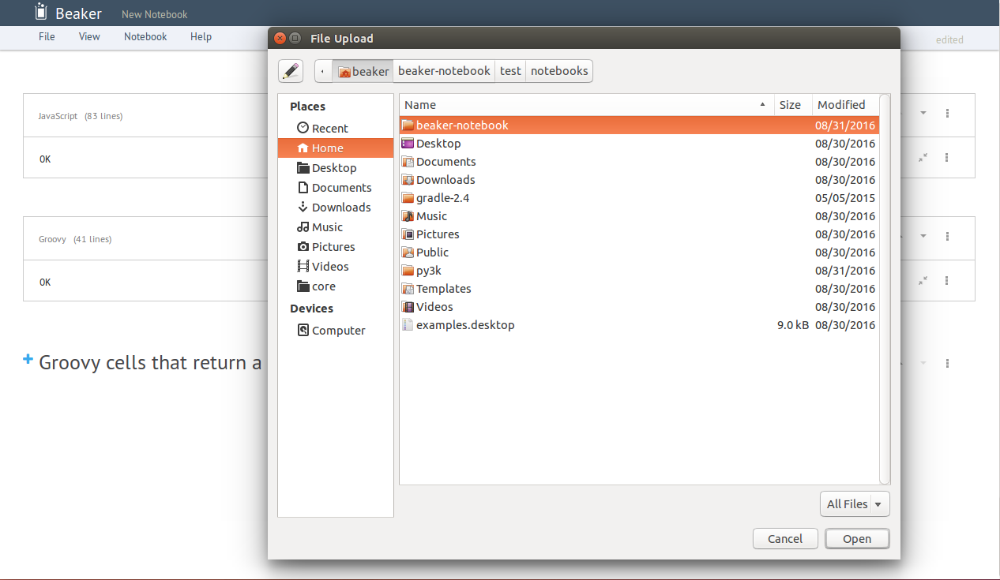 Beaker New Notebook
File View Notebook Help
edited
JavaScript (83 lines)
OK
Groovy (41 lines)
OK
Groovy cells that return a
File Upload
beaker beaker-notebook test notebooks
Places
Recent
Home
Desktop
Documents
Downloads
Music
Pictures
Videos
core
Devices
Computer
Name Size Modified
beaker-notebook 08/31/2016
Desktop 08/30/2016
Documents 08/30/2016
Downloads 08/30/2016
gradle-2.4 05/05/2015
Music 08/30/2016
Pictures 08/30/2016
Public 08/30/2016
py3k 08/31/2016
Templates 08/30/2016
Videos 08/30/2016
examples.desktop 9.0 kB 08/30/2016
All Files
Cancel Open